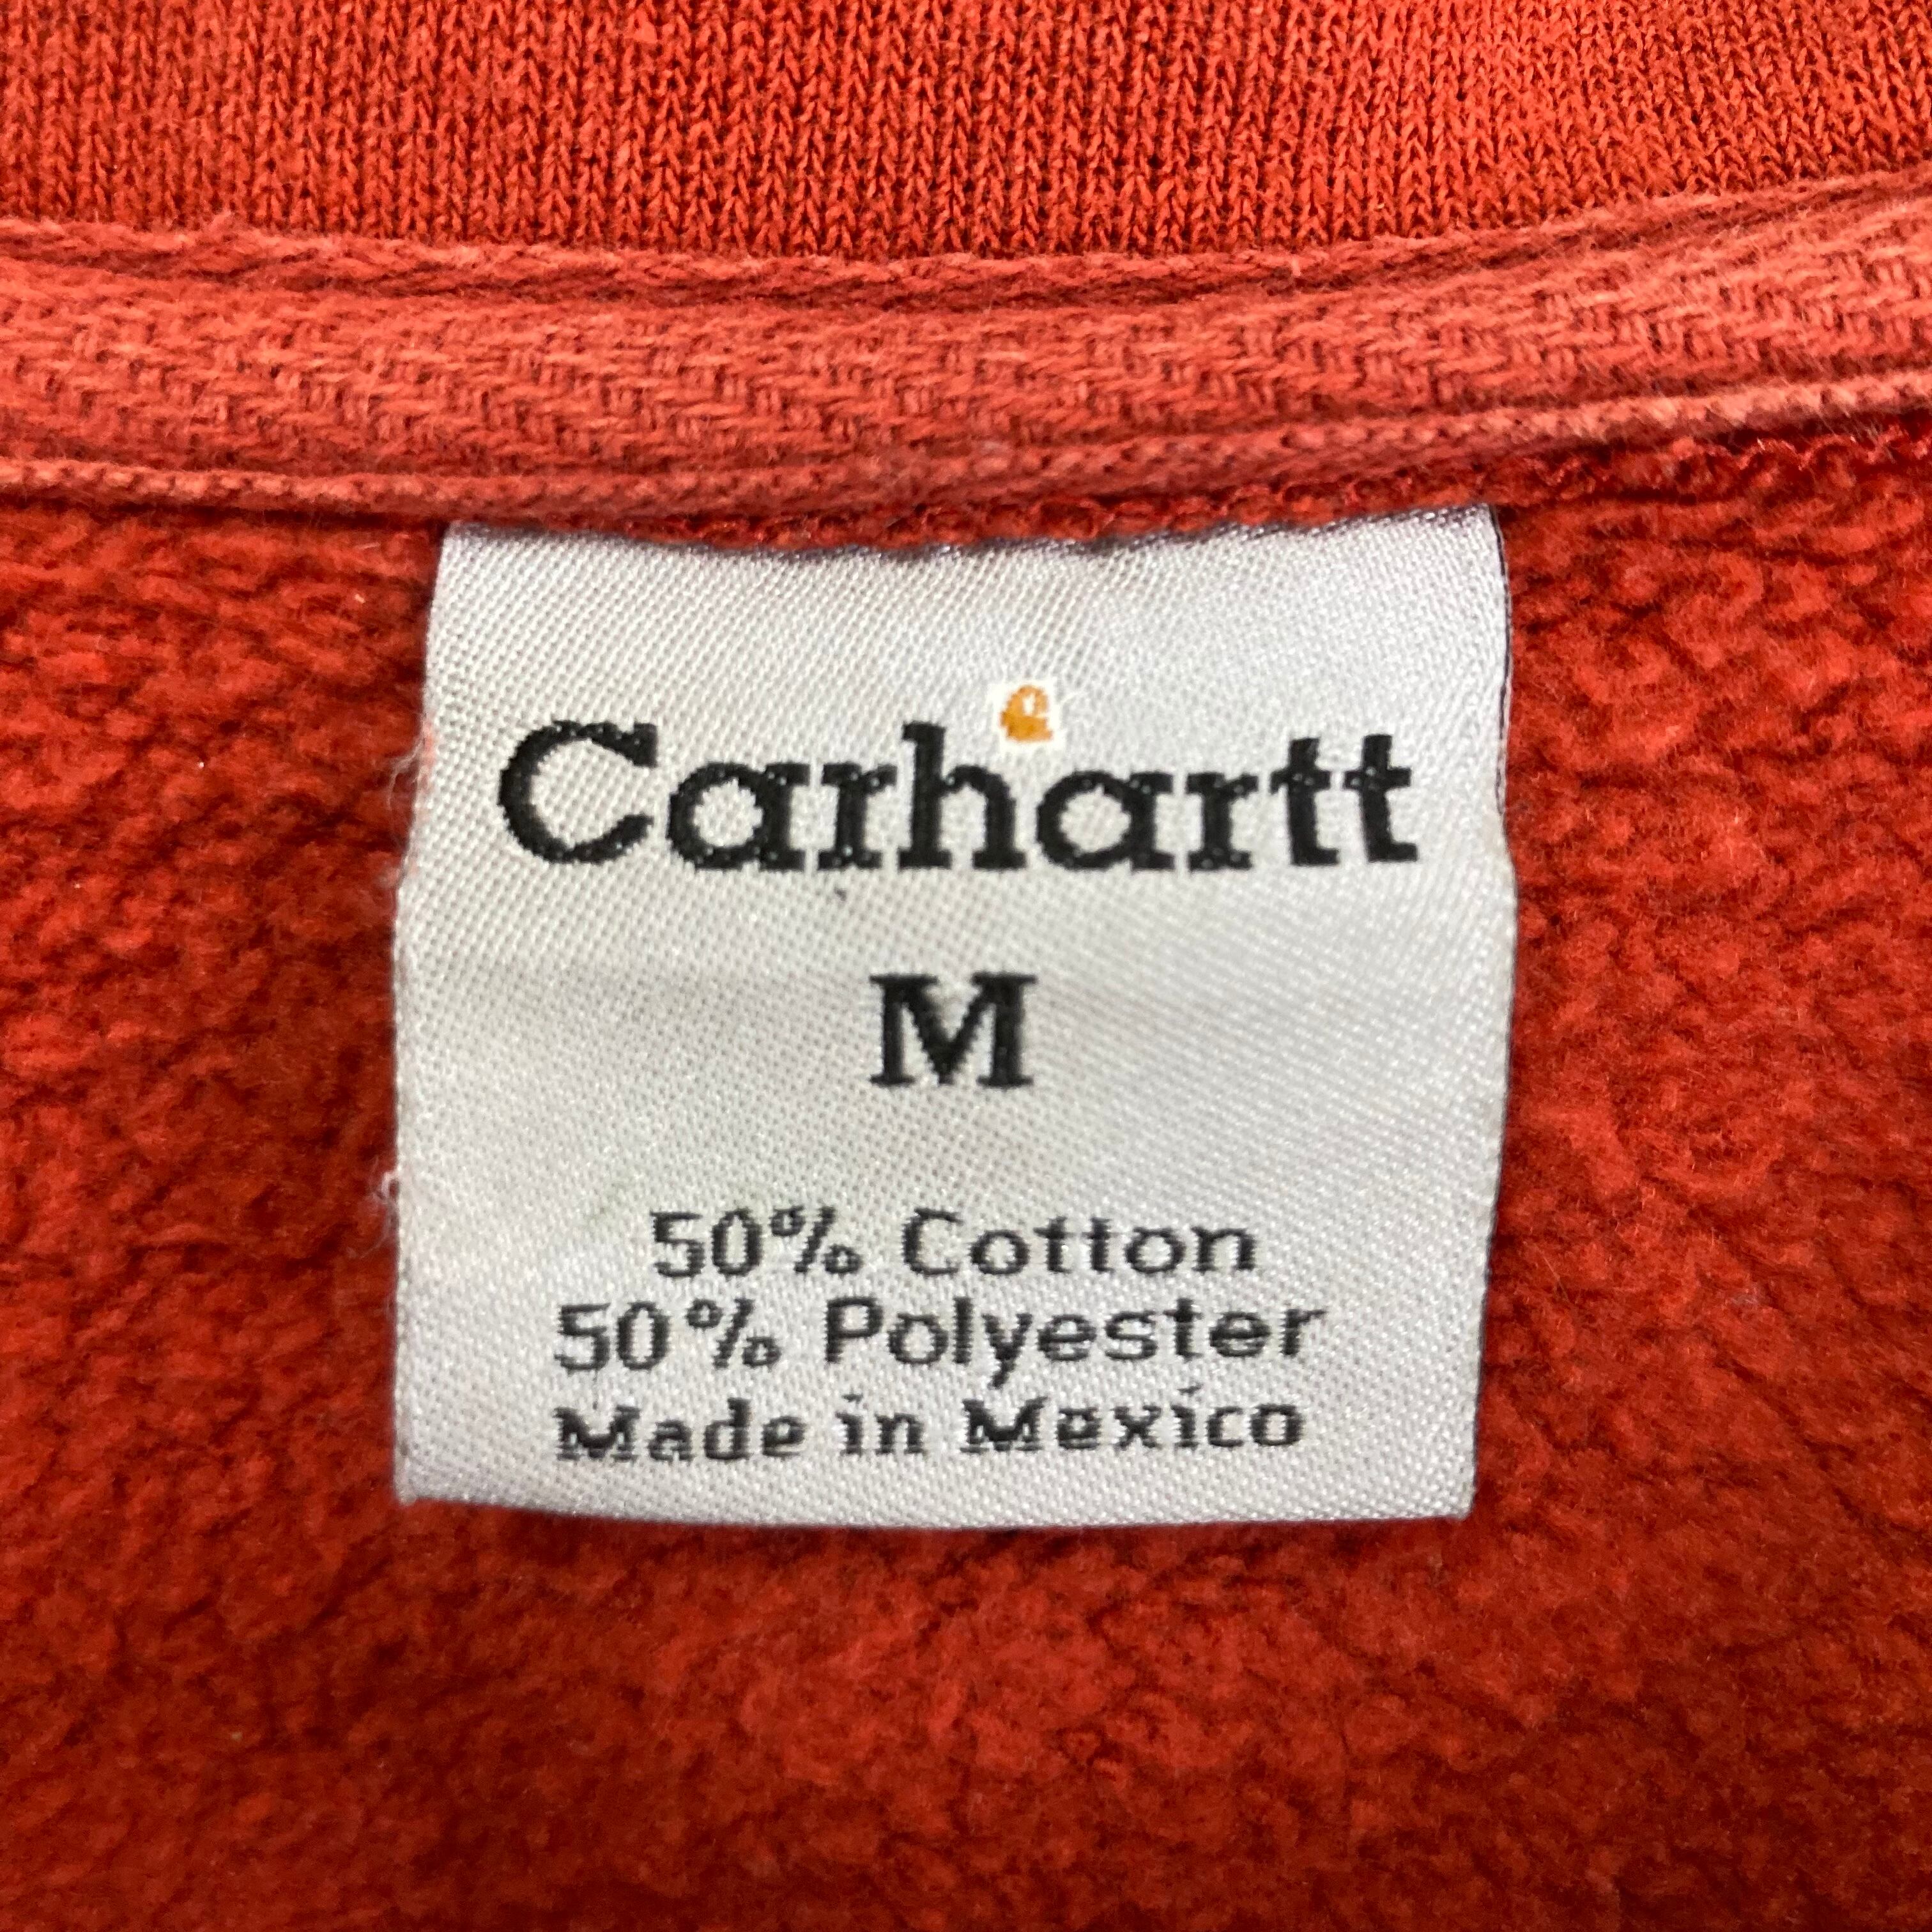 Carhartt
M
50% Cotton
50% Polyester
Made in Mexico